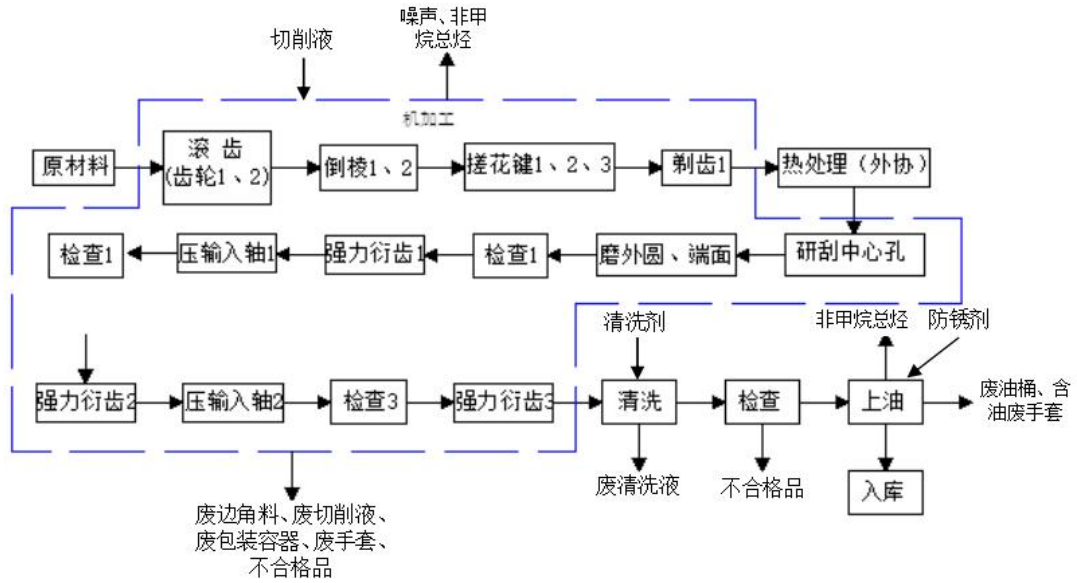 噪声、非甲
烷总烃
切削液
机加工
原材料
滚 齿
(齿轮1、2)
倒棱1、2
搓花键1、2、3
剃齿1
热处理（外协）
检查1
压输入轴1
强力衍齿1
检查1
磨外圆、端面
研刮中心孔
清洗剂
非甲烷总烃
防锈剂
强力衍齿2
压输入轴2
检查3
强力衍齿3
清洗
检查
上油
废油桶、含
油废手套
废清洗液
不合格品
入库
废边角料、废切削液、
废包装容器、废手套、
不合格品